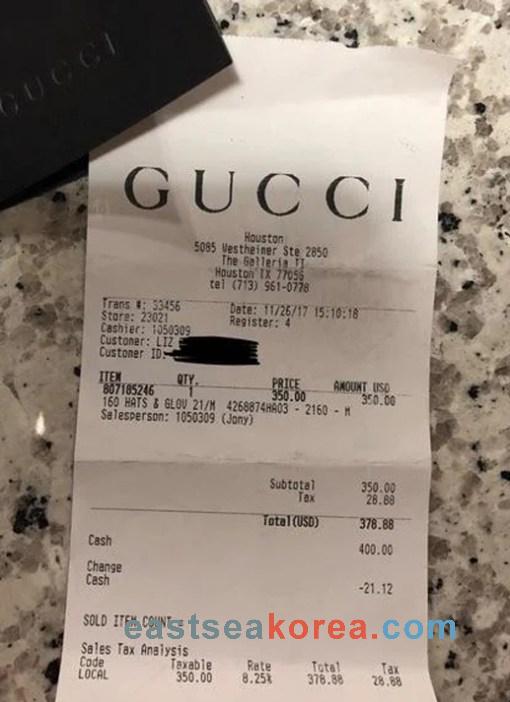 GUCCI
GUCCI
Houston
5085 Westheimer Ste 2850
The Galleria II
Houston TX 77056
tel (713) 961-0778
Trans #: 33456 Date: 11/26/17 15:10:18
Store: 23021 Register: 4
Cashier: 1050309
Customer: LIZ
Customer ID:
ITEM QTY. PRICE AMOUNT USD
807185246 1 350.00 350.00
160 HATS & GLOV 21/M 4268874HA03 - 2160 - M
Salesperson: 1050309 (Jony)
Subtotal 350.00
Tax 28.88
Total(USD) 378.88
Cash 400.00
Change
Cash -21.12
SOLD ITEM COUNT
eastseakorea.com
Sales Tax Analysis
Code Taxable Rate Total Tax
LOCAL 350.00 8.25% 378.88 28.88